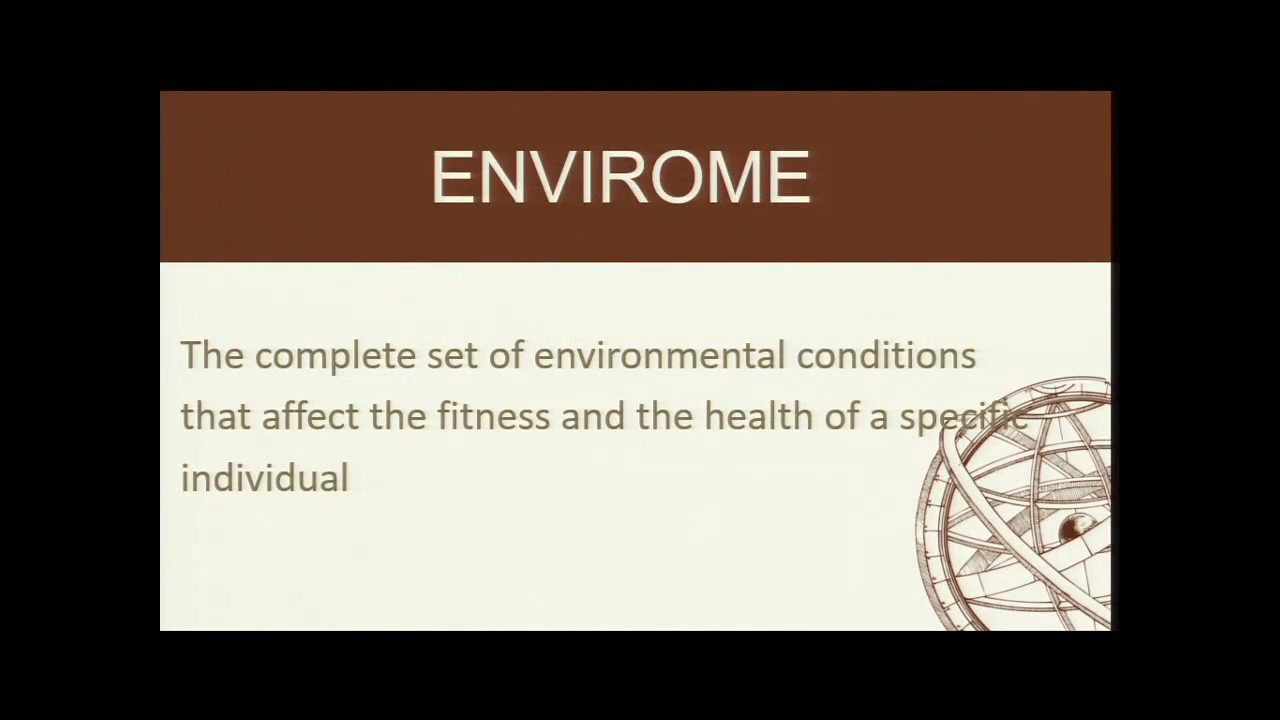 ENVIROME
The complete set of environmental conditions
that affect the fitness and the health of a specific
individual